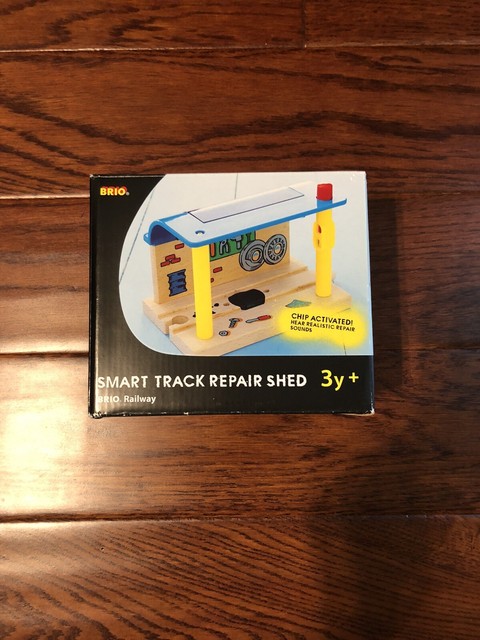 BRIO®
CHIP ACTIVATED!
HEAR REALISTIC REPAIR
SOUNDS
SMART TRACK REPAIR SHED 3y+
BRIO Railway